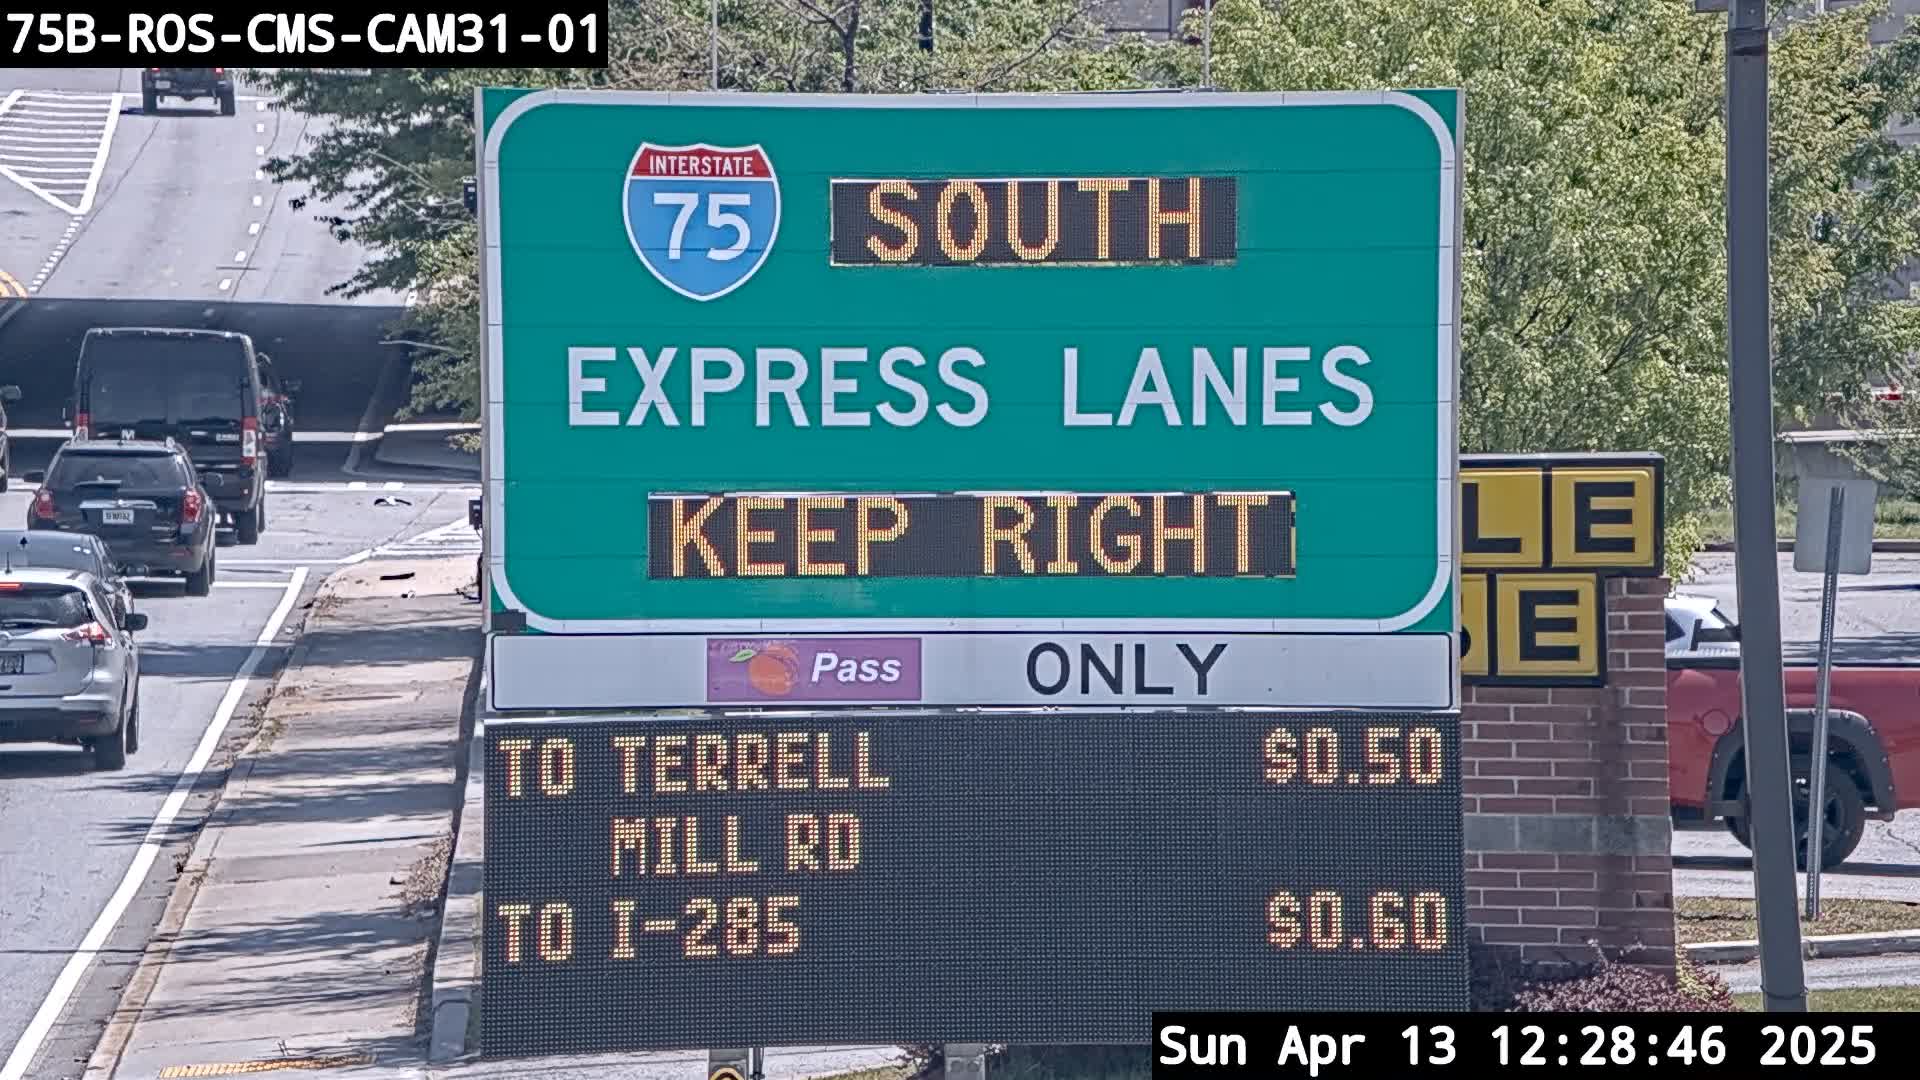 75B-ROS-CMS-CAM31-01
INTERSTATE
75
SOUTH
EXPRESS LANES
KEEP RIGHT
Pass ONLY
LE
E
TO TERRELL $0.50
MILL RD
TO I-285 $0.60
Sun Apr 13 12:28:46 2025